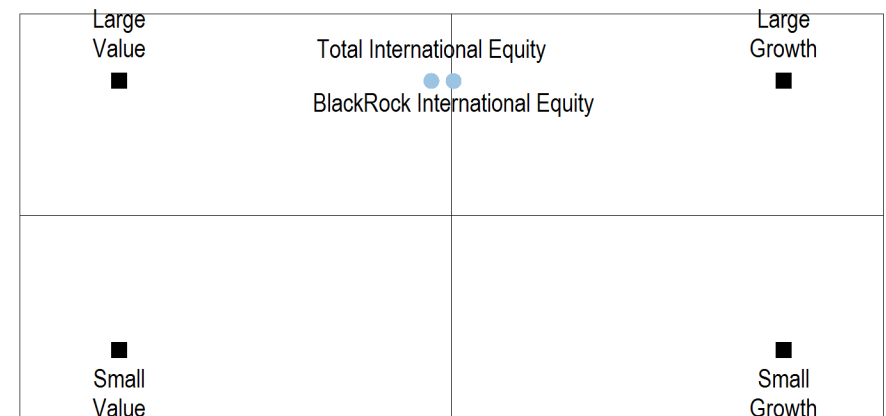 Large
Value
Large
Growth
Total International Equity
BlackRock International Equity
Small
Value
Small
Growth